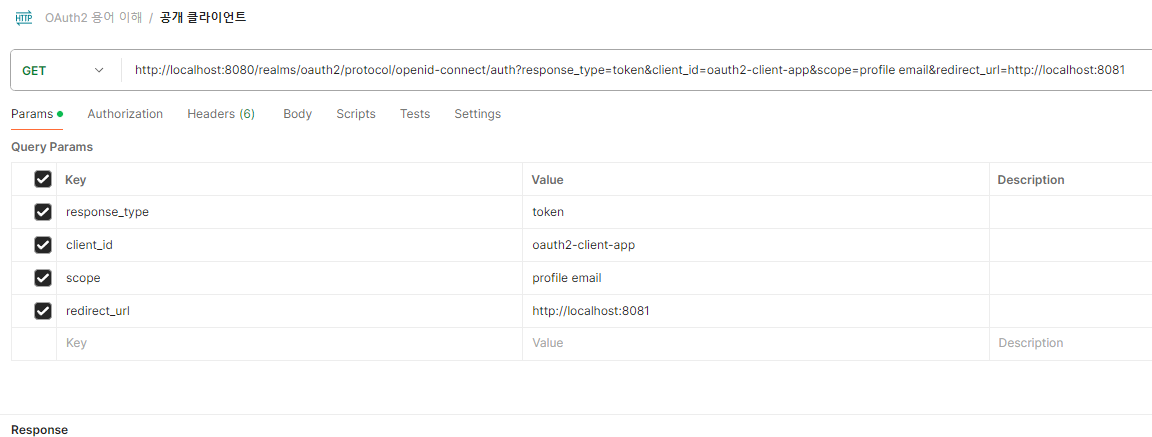 HTTP OAuth2 용어 이해 / 공개 클라이언트
GET http://localhost:8080/realms/oauth2/protocol/openid-connect/auth?response_type=token&client_id=oauth2-client-app&scope=profile email&redirect_url=http://localhost:8081
Params Authorization Headers (6) Body Scripts Tests Settings
Query Params
Key Value Description
response_type token
client_id oauth2-client-app
scope profile email
redirect_url http://localhost:8081
Key Value Description
Response